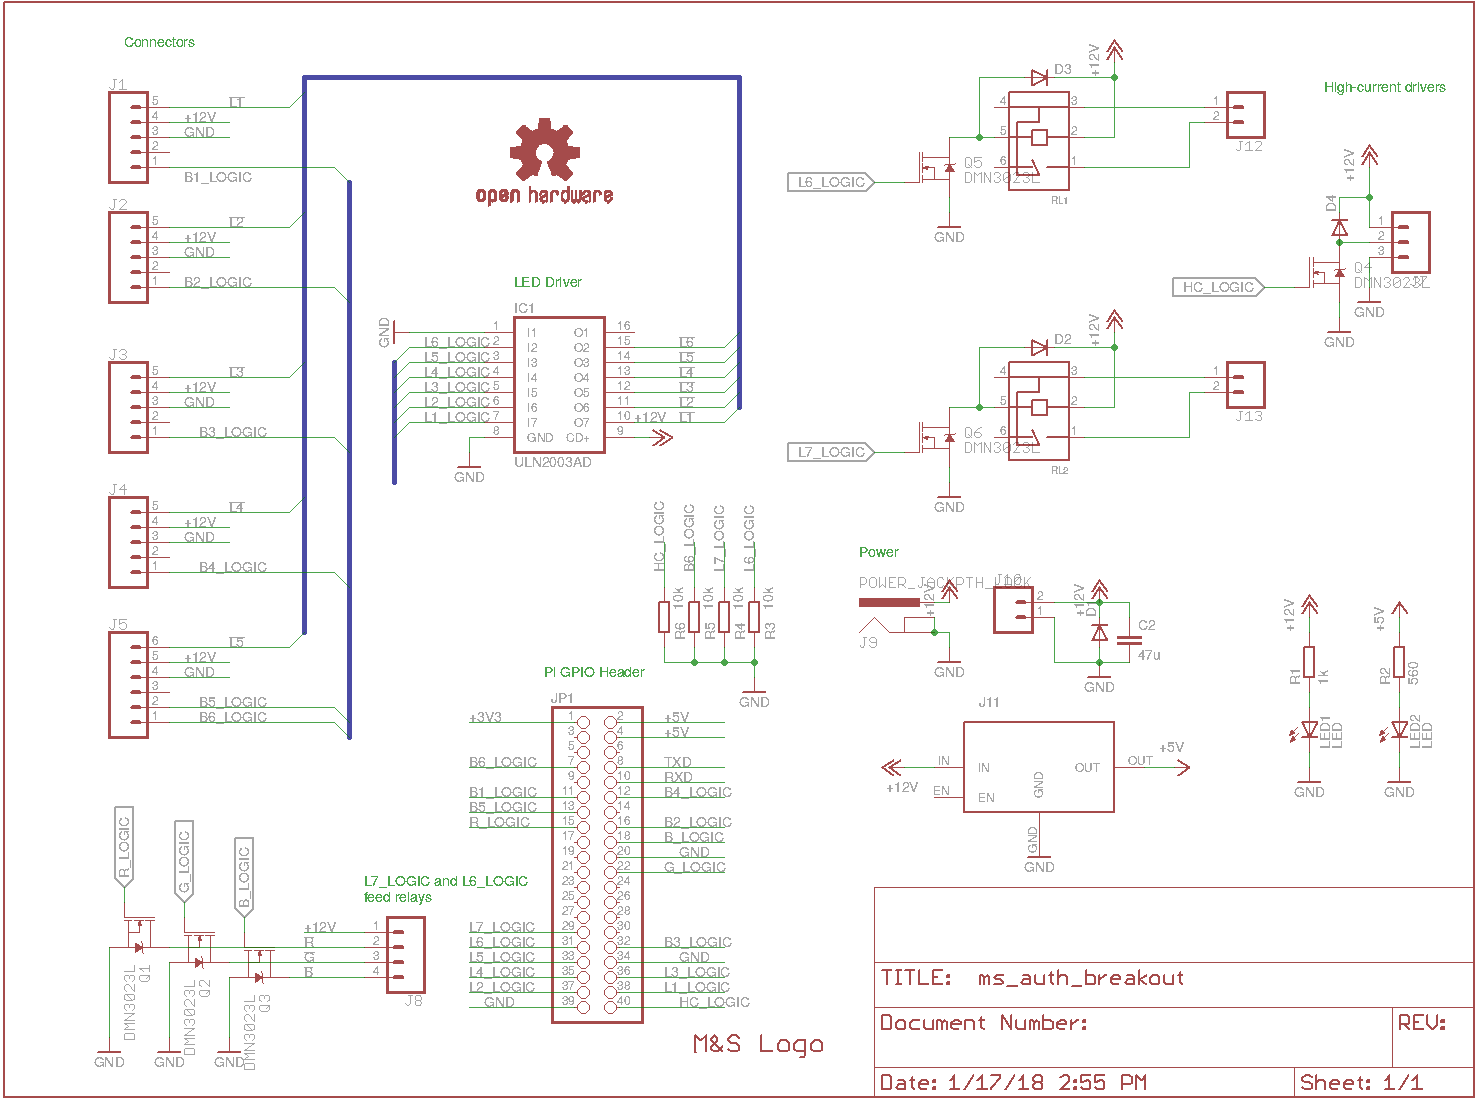 Connectors
J1
5 L1
4 +12V
3 GND
2
1
B1_LOGIC
J2
5 L2
4 +12V
3 GND
2
1 B2_LOGIC
J3
5 L3
4 +12V
3 GND
2
1 B3_LOGIC
J4
5 L4
4 +12V
3 GND
2
1 B4_LOGIC
J5
6 L5
5 +12V
4 GND
3
2 B5_LOGIC
1 B6_LOGIC
open hardware
LED Driver
IC1
GND
1 I1 O1 16
L6_LOGIC 2 I2 O2 15 L6
L5_LOGIC 3 I3 O3 14 L5
L4_LOGIC 4 I4 O4 13 L4
L3_LOGIC 5 I5 O5 12 L3
L2_LOGIC 6 I6 O6 11 L2
L1_LOGIC 7 I7 O7 10 +12V L1
8 GND CD+ 9
GND
ULN2003AD
D3
+12V
4 3
5 2
6 1
RL1
Q5
DMN3023L
L6_LOGIC
GND
1
2
J12
High-current drivers
+12V
D4
1
2
3
Q4
DMN3023L
HC_LOGIC
GND
GND
D2
+12V
4 3
5 2
6 1
RL2
Q6
DMN3023L
L7_LOGIC
GND
1
2
J13
HC_LOGIC
B6_LOGIC
L7_LOGIC
L6_LOGIC
R6 10k
R5 10k
R4 10k
R3 10k
GND
Power
POWER_JACKPTH_LOCK
+12V
J9
GND
J10
2
1
+12V
D1
C2
47u
GND
J11
IN IN OUT OUT +5V
+12V
EN EN
GND
GND
GND
+12V
R1
1k
LED1
LED
GND
+5V
R2
560
LED2
LED
GND
PI GPIO Header
JP1
+3V3 1 2 +5V
3 4 +5V
5 6
B6_LOGIC 7 8 TXD
9 10 RXD
B1_LOGIC 11 12 B4_LOGIC
B5_LOGIC 13 14
R_LOGIC 15 16 B2_LOGIC
17 18 B_LOGIC
19 20 GND
21 22 G_LOGIC
23 24
25 26
27 28
L7_LOGIC 29 30
L6_LOGIC 31 32 B3_LOGIC
L5_LOGIC 33 34 GND
L4_LOGIC 35 36 L3_LOGIC
L2_LOGIC 37 38 L1_LOGIC
GND 39 40 HC_LOGIC
R_LOGIC
G_LOGIC
B_LOGIC
L7_LOGIC and L6_LOGIC
feed relays
+12V 1
R 2
G 3
B 4
J8
Q1
DMN3023L
Q2
DMN3023L
Q3
DMN3023L
GND
GND
GND
M&S Logo
TITLE: ms_auth_breakout
Document Number:
REV:
Date: 1/17/18 2:55 PM
Sheet: 1/1